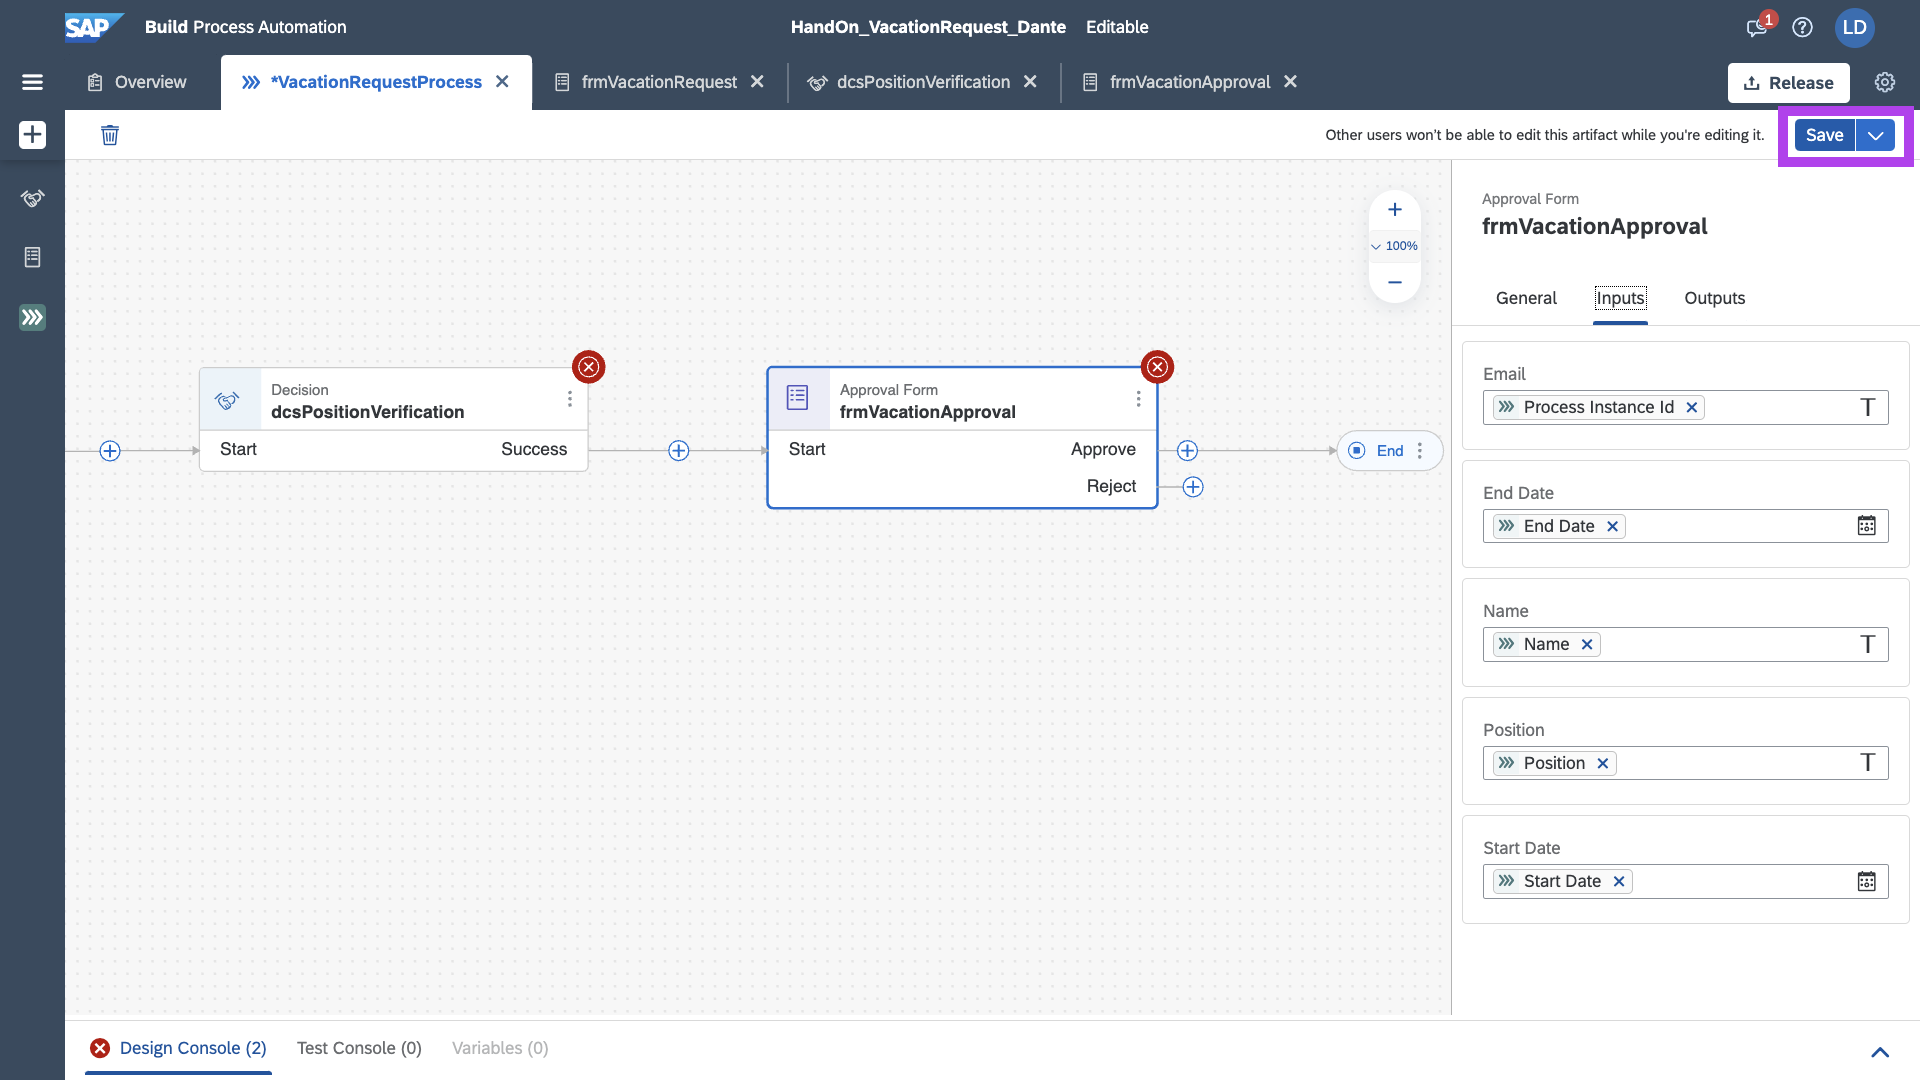 SAP Build Process Automation
HandOn_VacationRequest_Dante Editable
1
LD
Overview
*VacationRequestProcess
frmVacationRequest
dcsPositionVerification
frmVacationApproval
Release
Other users won't be able to edit this artifact while you're editing it.
Save
100%
Decision
dcsPositionVerification
Start Success
Approval Form
frmVacationApproval
Start Approve
Reject
End
Approval Form
frmVacationApproval
General Inputs Outputs
Email
Process Instance Id
T
End Date
End Date
Name
Name
T
Position
Position
T
Start Date
Start Date
Design Console (2) Test Console (0) Variables (0)